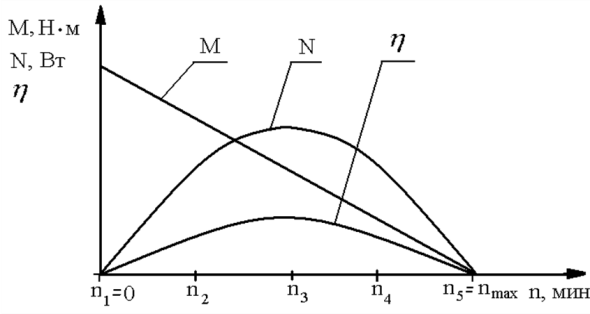 М, Н·м
N, Вт
η
M
N
η
n₁=0
n₂
n₃
n₄
n₅= nmax
n, мин